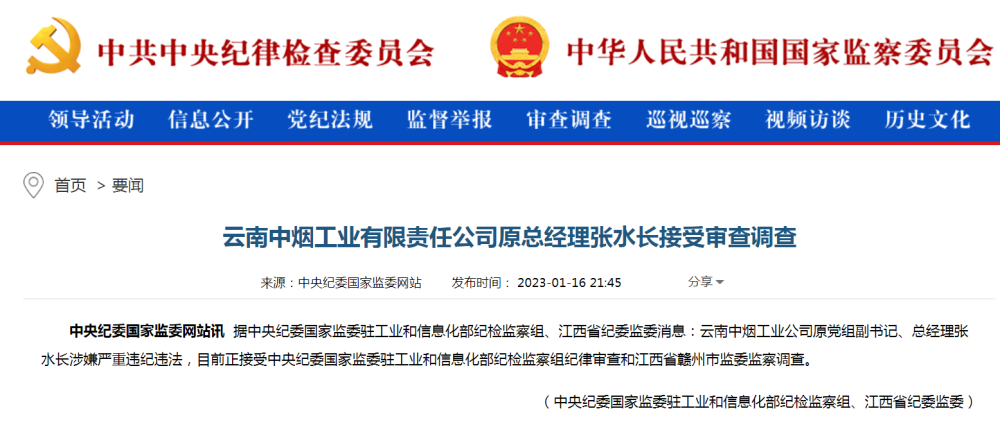 中共中央纪律检查委员会 中华人民共和国国家监察委员会
领导活动 信息公开 党纪法规 监督举报 审查调查 巡视巡察 视频访谈 历史文化
首页 > 要闻
云南中烟工业有限责任公司原总经理张水长接受审查调查
来源：中央纪委国家监委网站 发布时间： 2023-01-16 21:45 分享
中央纪委国家监委网站讯 据中央纪委国家监委驻工业和信息化部纪检监察组、江西省纪委监委消息：云南中烟工业公司原党组副书记、总经理张
水长涉嫌严重违纪违法，目前正接受中央纪委国家监委驻工业和信息化部纪检监察组纪律审查和江西省赣州市监委监察调查。
（中央纪委国家监委驻工业和信息化部纪检监察组、江西省纪委监委）